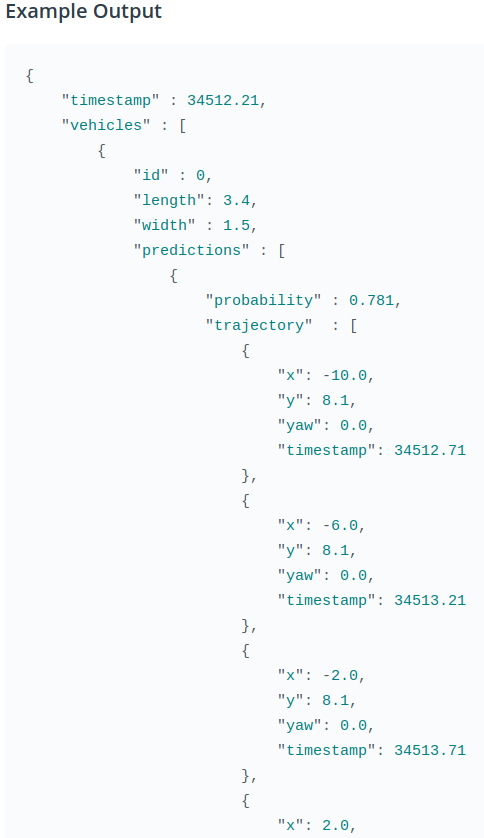 Example Output
{
    "timestamp" : 34512.21,
    "vehicles" : [
        {
            "id" : 0,
            "length": 3.4,
            "width" : 1.5,
            "predictions" : [
                {
                    "probability" : 0.781,
                    "trajectory"  : [
                        {
                            "x": -10.0,
                            "y": 8.1,
                            "yaw": 0.0,
                            "timestamp": 34512.71
                        },
                        {
                            "x": -6.0,
                            "y": 8.1,
                            "yaw": 0.0,
                            "timestamp": 34513.21
                        },
                        {
                            "x": -2.0,
                            "y": 8.1,
                            "yaw": 0.0,
                            "timestamp": 34513.71
                        },
                        {
                            "x": 2.0,